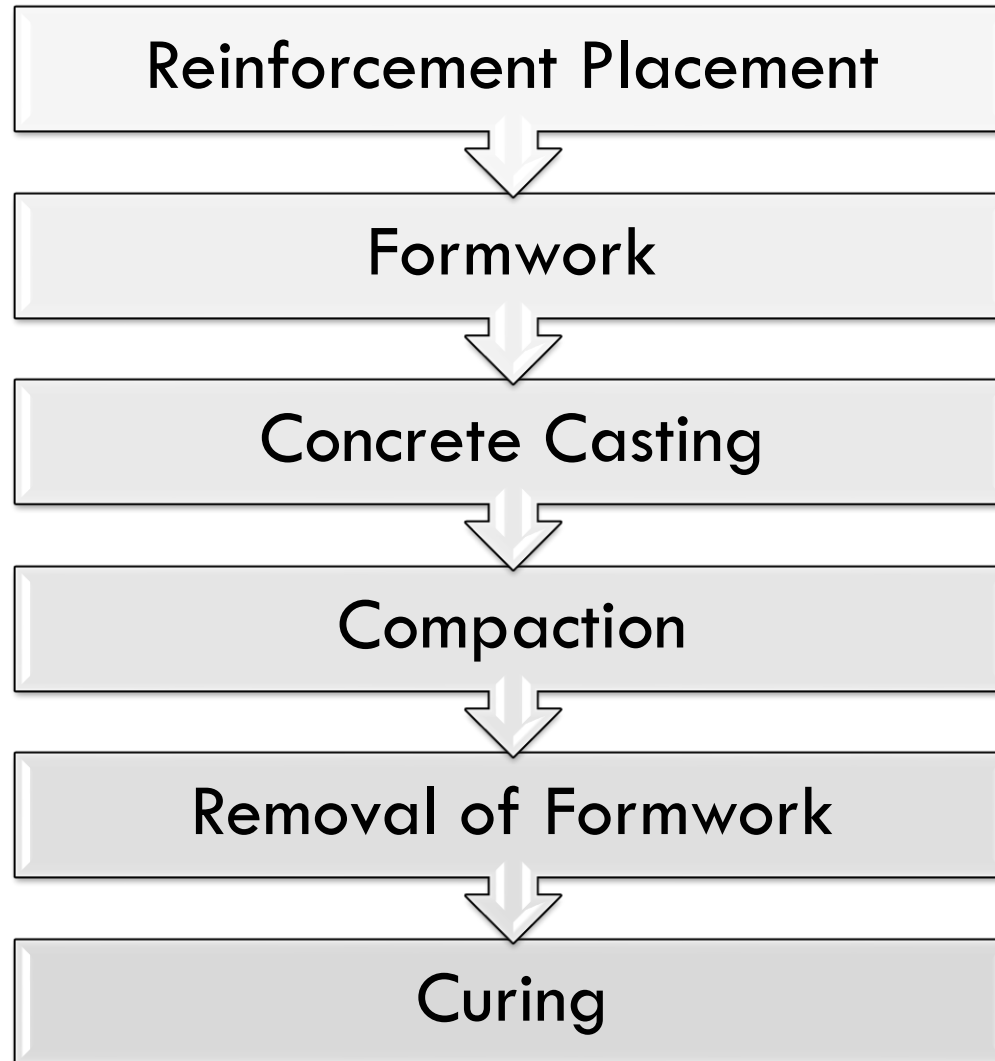 Reinforcement Placement
Formwork
Concrete Casting
Compaction
Removal of Formwork
Curing